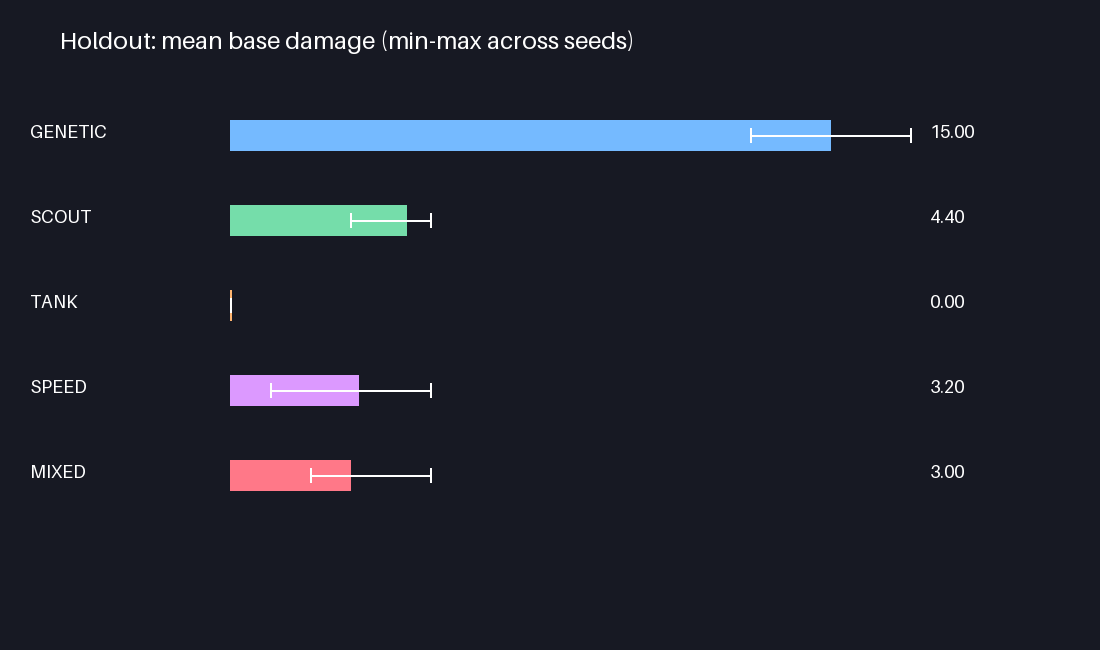 Holdout: mean base damage (min-max across seeds)
GENETIC 15.00
SCOUT 4.40
TANK 0.00
SPEED 3.20
MIXED 3.00